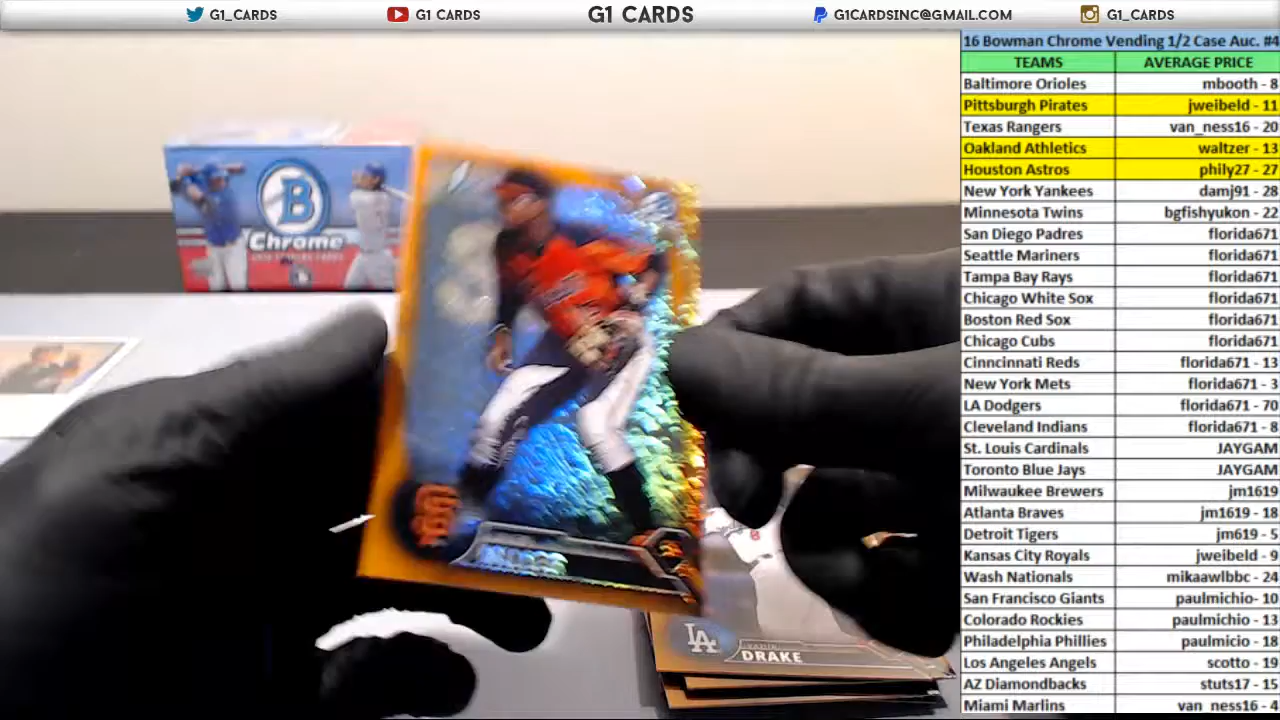 G1_CARDS G1 CARDS G1 CARDS G1CARDSINC@GMAIL.COM G1_CARDS
16 Bowman Chrome Vending 1/2 Case Auc. #4
TEAMS AVERAGE PRICE
Baltimore Orioles mbooth - 8
Pittsburgh Pirates jweibeld - 11
Texas Rangers van_ness16 - 20
Oakland Athletics waltzer - 13
Houston Astros phily27 - 27
New York Yankees damj91 - 28
Minnesota Twins bgfishyukon - 22
San Diego Padres florida671
Seattle Mariners florida671
Tampa Bay Rays florida671
Chicago White Sox florida671
Boston Red Sox florida671
Chicago Cubs florida671
Cinncinnati Reds florida671 - 13
New York Mets florida671 - 3
LA Dodgers florida671 - 70
Cleveland Indians florida671 - 8
St. Louis Cardinals JAYGAM
Toronto Blue Jays JAYGAM
Milwaukee Brewers jm1619
Atlanta Braves jm1619 - 18
Detroit Tigers jm619 - 5
Kansas City Royals jweibeld - 9
Wash Nationals mikaawlbbc - 24
San Francisco Giants paulmichio- 10
Colorado Rockies paulmichio - 13
Philadelphia Phillies paulmicio - 18
Los Angeles Angels scotto - 19
AZ Diamondbacks stuts17 - 15
Miami Marlins van_ness16 - 4
B
Chrome
SF
LA
DRAKE